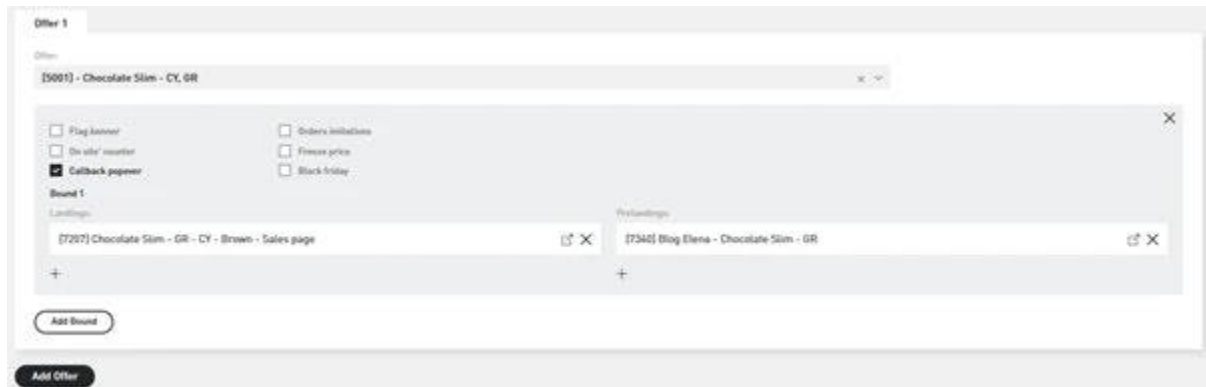 Offer 1
Offer:
[5001] - Chocolate Slim - CY, GR
Flag banner
Orders imitations
On site' counter
Freeze price
Callback popover
Black friday
Bound 1
Landings:
Prelandings:
[7207] Chocolate Slim - GR - CY - Brown - Sales page
[7340] Blog Elena - Chocolate Slim - GR
Add Bound
Add Offer